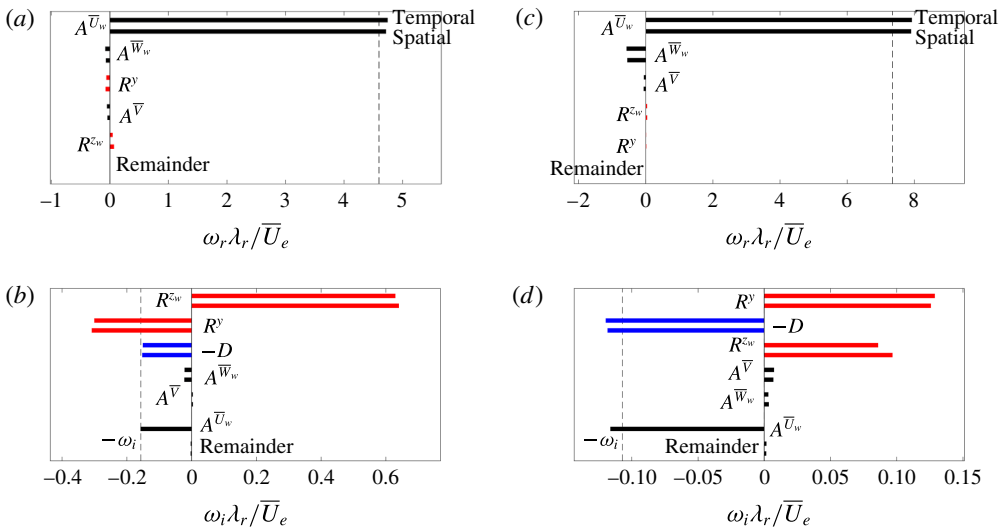 (a)
A^{\overline{U}_w}
Temporal
Spatial
A^{\overline{W}_w}
R^y
A^{\overline{V}}
R^{z_w}
Remainder
−1 0 1 2 3 4 5
ω_r λ_r / \overline{U}_e
(c)
A^{\overline{U}_w}
Temporal
Spatial
A^{\overline{W}_w}
A^{\overline{V}}
R^{z_w}
R^y
Remainder
−2 0 2 4 6 8
ω_r λ_r / \overline{U}_e
(b)
R^{z_w}
R^y
−D
A^{\overline{W}_w}
A^{\overline{V}}
A^{\overline{U}_w}
−ω_i
Remainder
−0.4 −0.2 0 0.2 0.4 0.6
ω_i λ_r / \overline{U}_e
(d)
R^y
−D
R^{z_w}
A^{\overline{V}}
A^{\overline{W}_w}
A^{\overline{U}_w}
−ω_i
Remainder
−0.10 −0.05 0 0.05 0.10 0.15
ω_i λ_r / \overline{U}_e